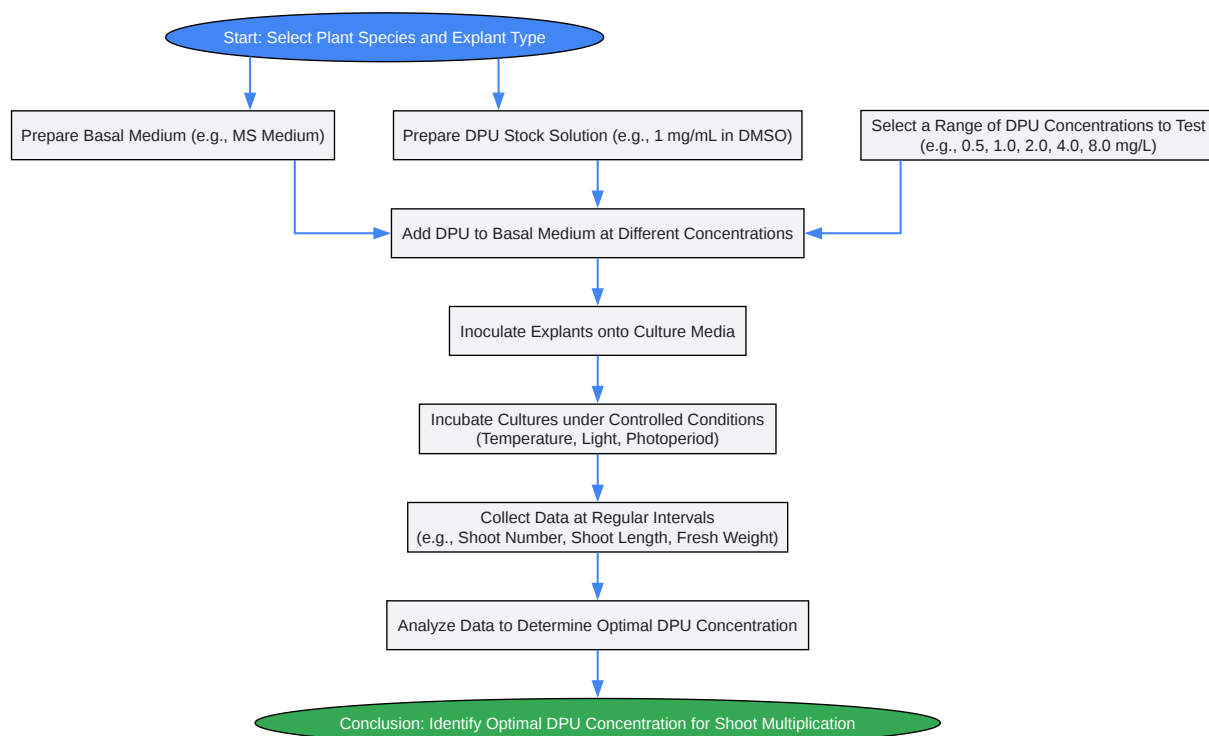 Start: Select Plant Species and Explant Type
Prepare Basal Medium (e.g., MS Medium)
Prepare DPU Stock Solution (e.g., 1 mg/mL in DMSO)
Select a Range of DPU Concentrations to Test
(e.g., 0.5, 1.0, 2.0, 4.0, 8.0 mg/L)
Add DPU to Basal Medium at Different Concentrations
Inoculate Explants onto Culture Media
Incubate Cultures under Controlled Conditions
(Temperature, Light, Photoperiod)
Collect Data at Regular Intervals
(e.g., Shoot Number, Shoot Length, Fresh Weight)
Analyze Data to Determine Optimal DPU Concentration
Conclusion: Identify Optimal DPU Concentration for Shoot Multiplication